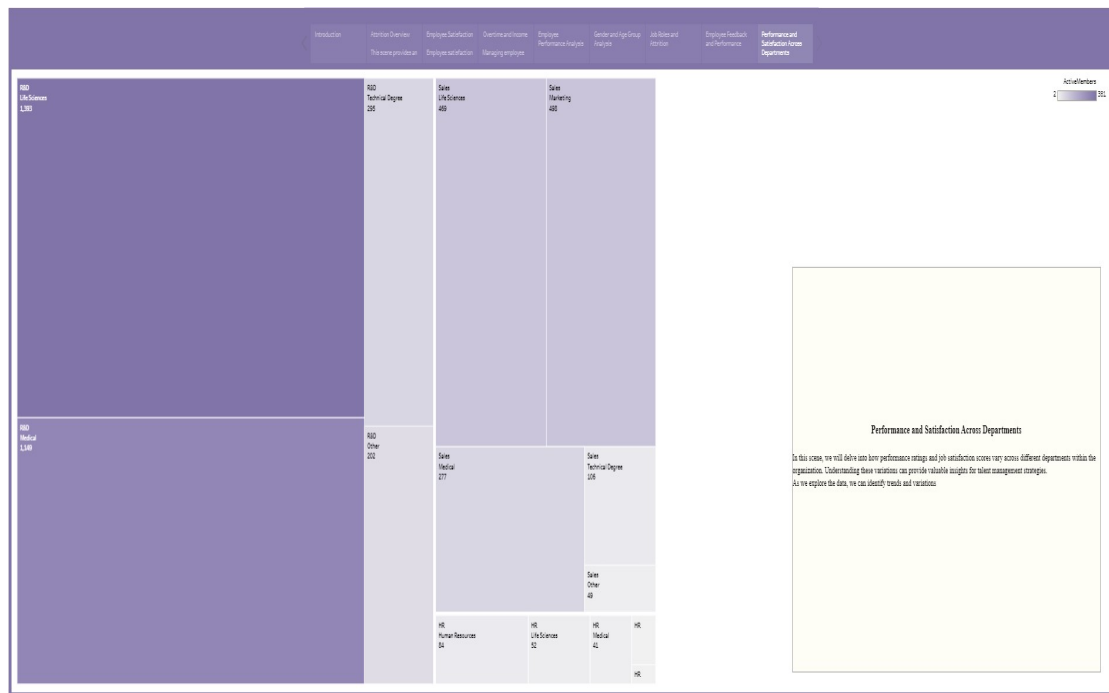 Introduction
Attrition Overview
This scene provides an
Employee Satisfaction
Employee satisfaction
Overtime and Income
Managing employee
Employee
Performance Analysis
Gender and Age Group
Analysis
Job Roles and
Attrition
Employee Feedback
and Performance
Performance and
Satisfaction Across
Departments
ActiveMembers
2
381
R&D
Life Sciences
R&D
Technical Degree
295
Sales
Life Sciences
469
Sales
Marketing
R&D
Medical
1,149
R&D
Other
202
Sales
Medical
277
Sales
Technical Degree
106
Sales
Other
49
HR
Human Resources
HR
Life Sciences
52
HR
Medical
41
HR
HR
Performance and Satisfaction Across Departments
In this scene, we will delve into how performance ratings and job satisfaction scores vary across different departments within the
organization. Understanding these variations can provide valuable insights for talent management strategies.
As we explore the data, we can identify trends and variations